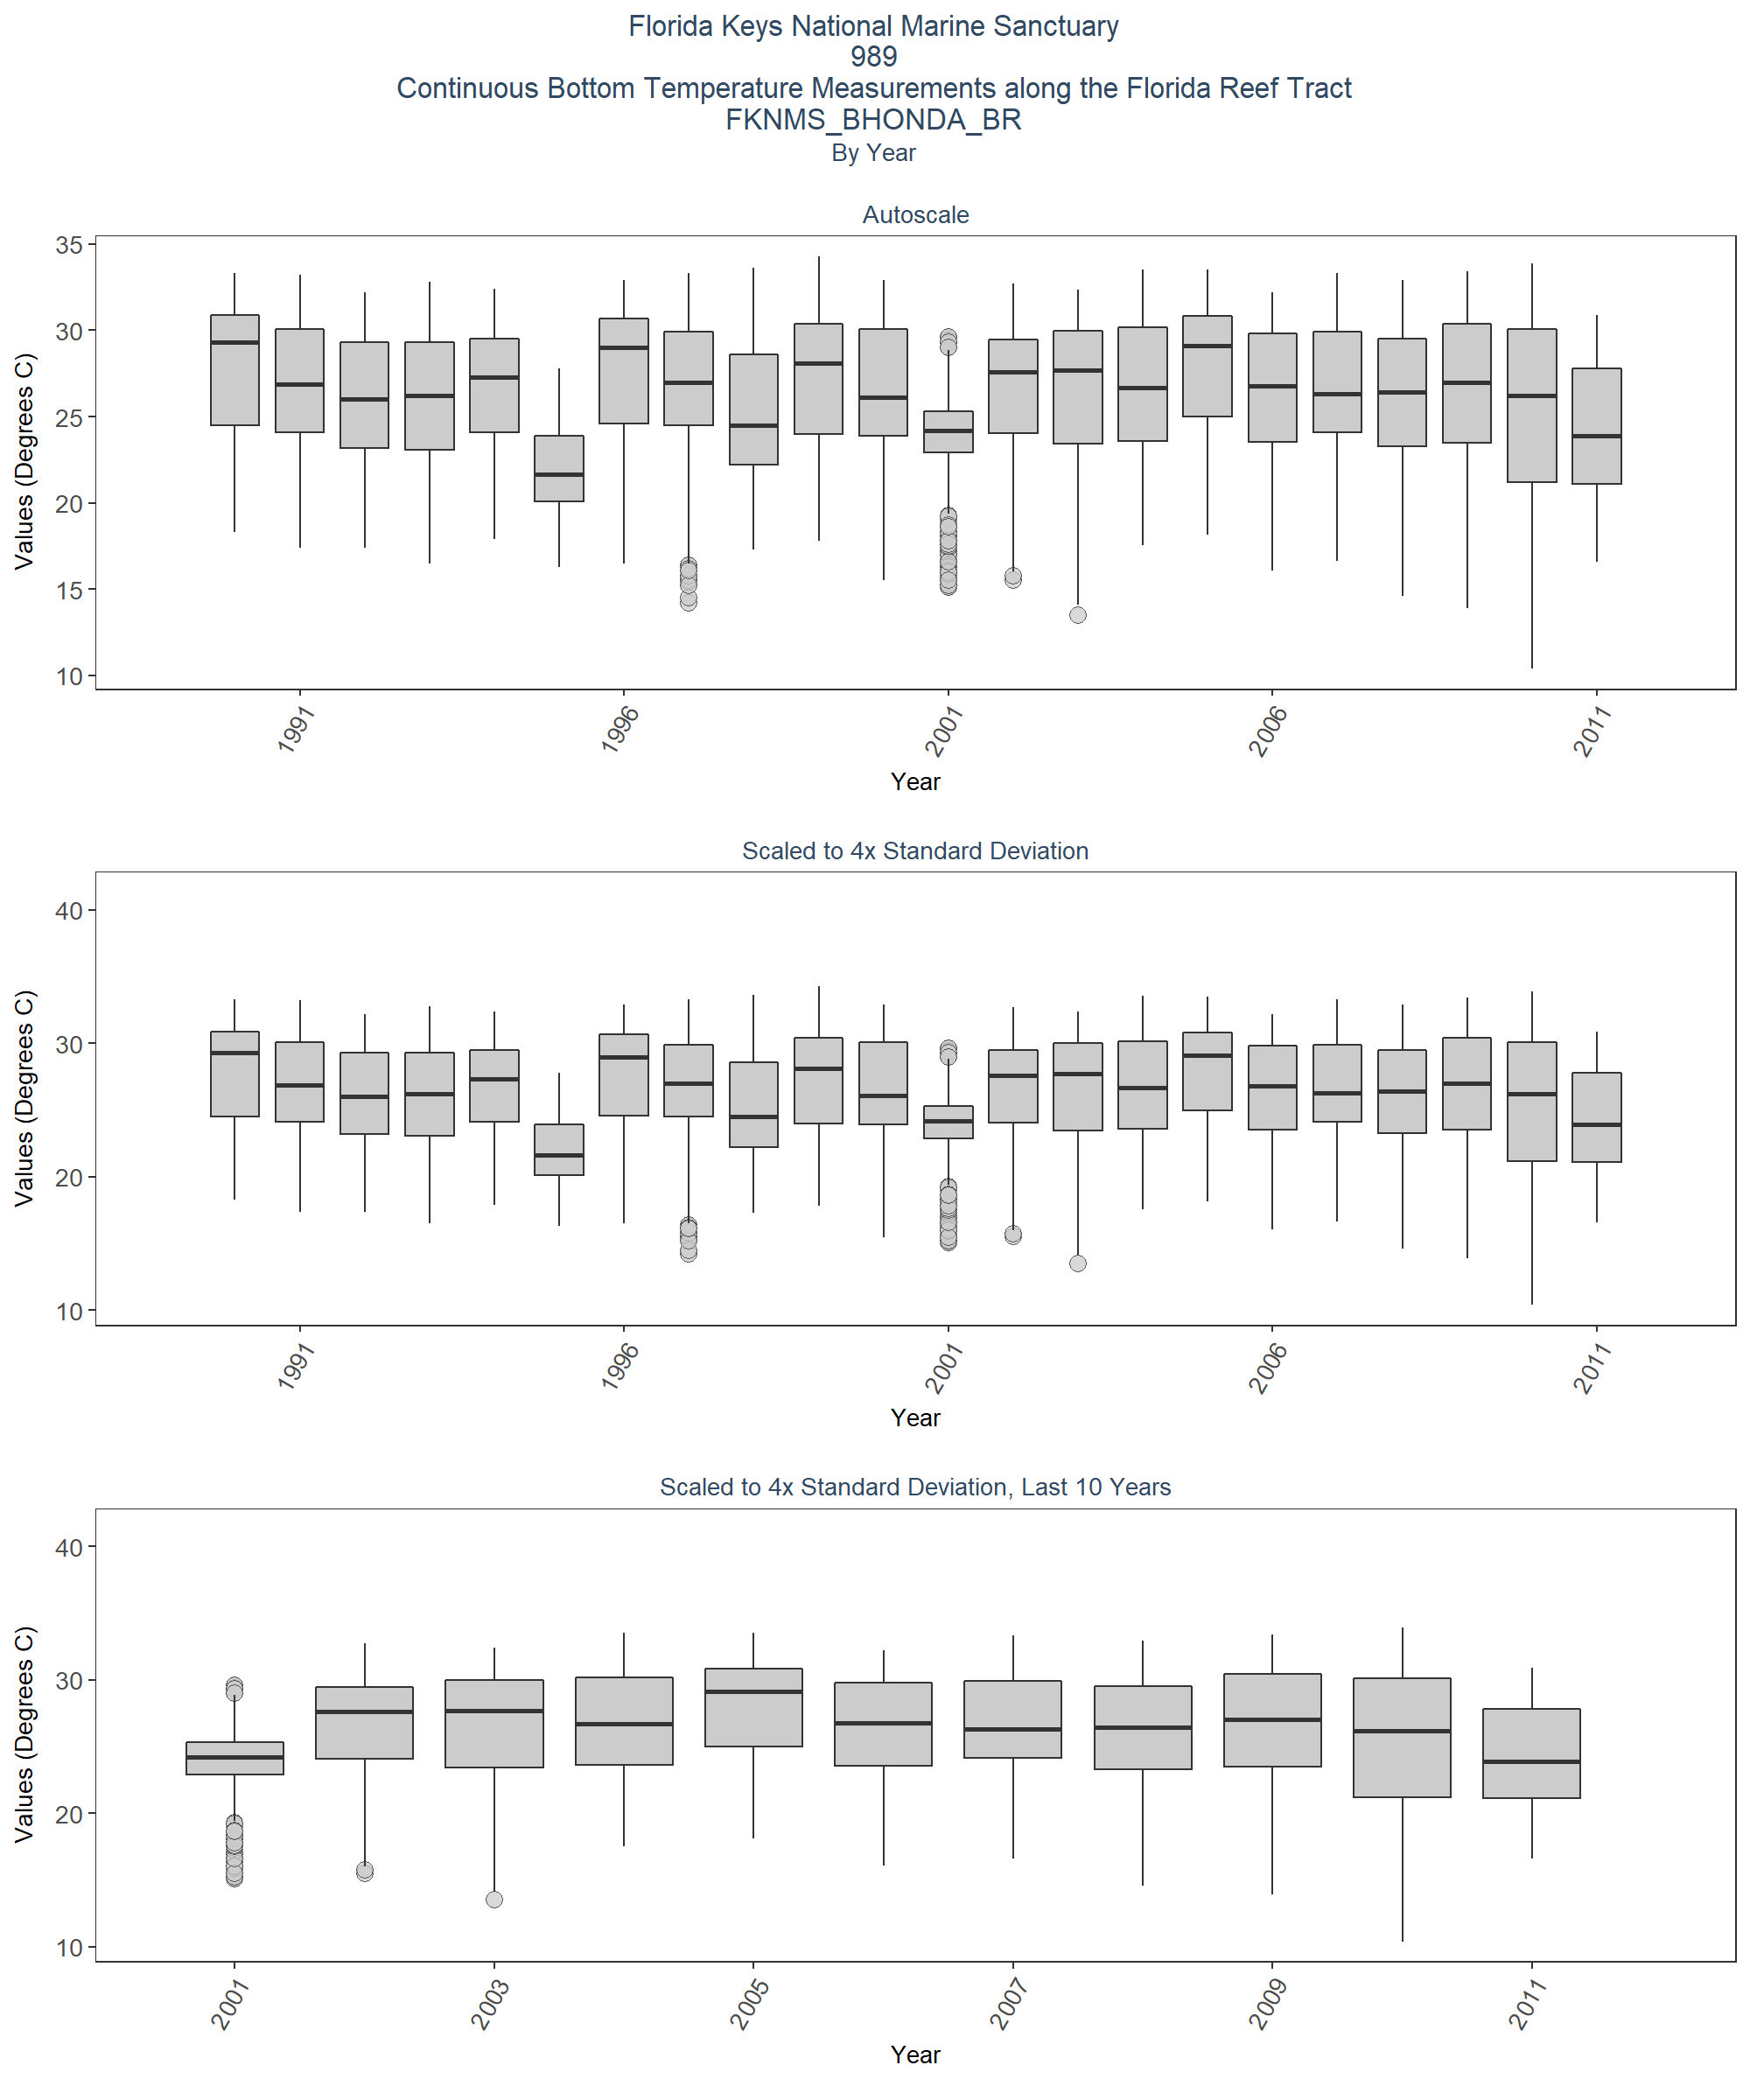 Florida Keys National Marine Sanctuary
989
Continuous Bottom Temperature Measurements along the Florida Reef Tract
FKNMS_BHONDA_BR
By Year
Autoscale
Values (Degrees C)
35
30
25
20
15
10
1991
1996
2001
2006
2011
Year
Scaled to 4x Standard Deviation
Values (Degrees C)
40
30
20
10
1991
1996
2001
2006
2011
Year
Scaled to 4x Standard Deviation, Last 10 Years
Values (Degrees C)
40
30
20
10
2001
2003
2005
2007
2009
2011
Year